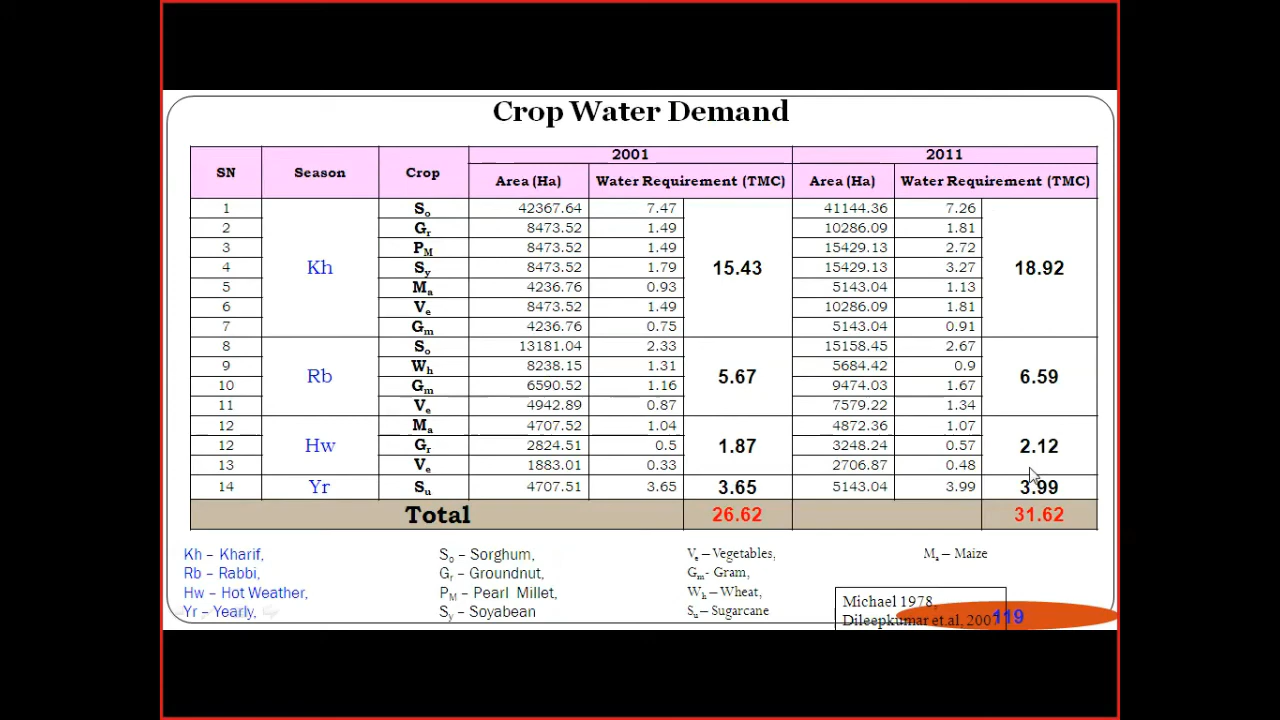 Crop Water Demand
SN Season Crop 2001 2011
Area (Ha) Water Requirement (TMC) Area (Ha) Water Requirement (TMC)
1 Kh So 42367.64 7.47 15.43 41144.36 7.26 18.92
2 Gr 8473.52 1.49 10286.09 1.81
3 PM 8473.52 1.49 15429.13 2.72
4 Sy 8473.52 1.79 15429.13 3.27
5 Ma 4236.76 0.93 5143.04 1.13
6 Ve 8473.52 1.49 10286.09 1.81
7 Gm 4236.76 0.75 5143.04 0.91
8 Rb So 13181.04 2.33 5.67 15158.45 2.67 6.59
9 Wh 8238.15 1.31 5684.42 0.9
10 Gm 6590.52 1.16 9474.03 1.67
11 Ve 4942.89 0.87 7579.22 1.34
12 Hw Ma 4707.52 1.04 1.87 4872.36 1.07 2.12
12 Gr 2824.51 0.5 3248.24 0.57
13 Ve 1883.01 0.33 2706.87 0.48
14 Yr Su 4707.51 3.65 3.65 5143.04 3.99 3.99
Total 26.62 31.62
Kh – Kharif, So – Sorghum, Ve – Vegetables, Ma – Maize
Rb – Rabbi, Gr – Groundnut, Gm - Gram,
Hw – Hot Weather, PM – Pearl Millet, Wh – Wheat,
Yr – Yearly, Sy – Soyabean Su – Sugarcane
Michael 1978,
Dileepkumar et.al, 2007 119